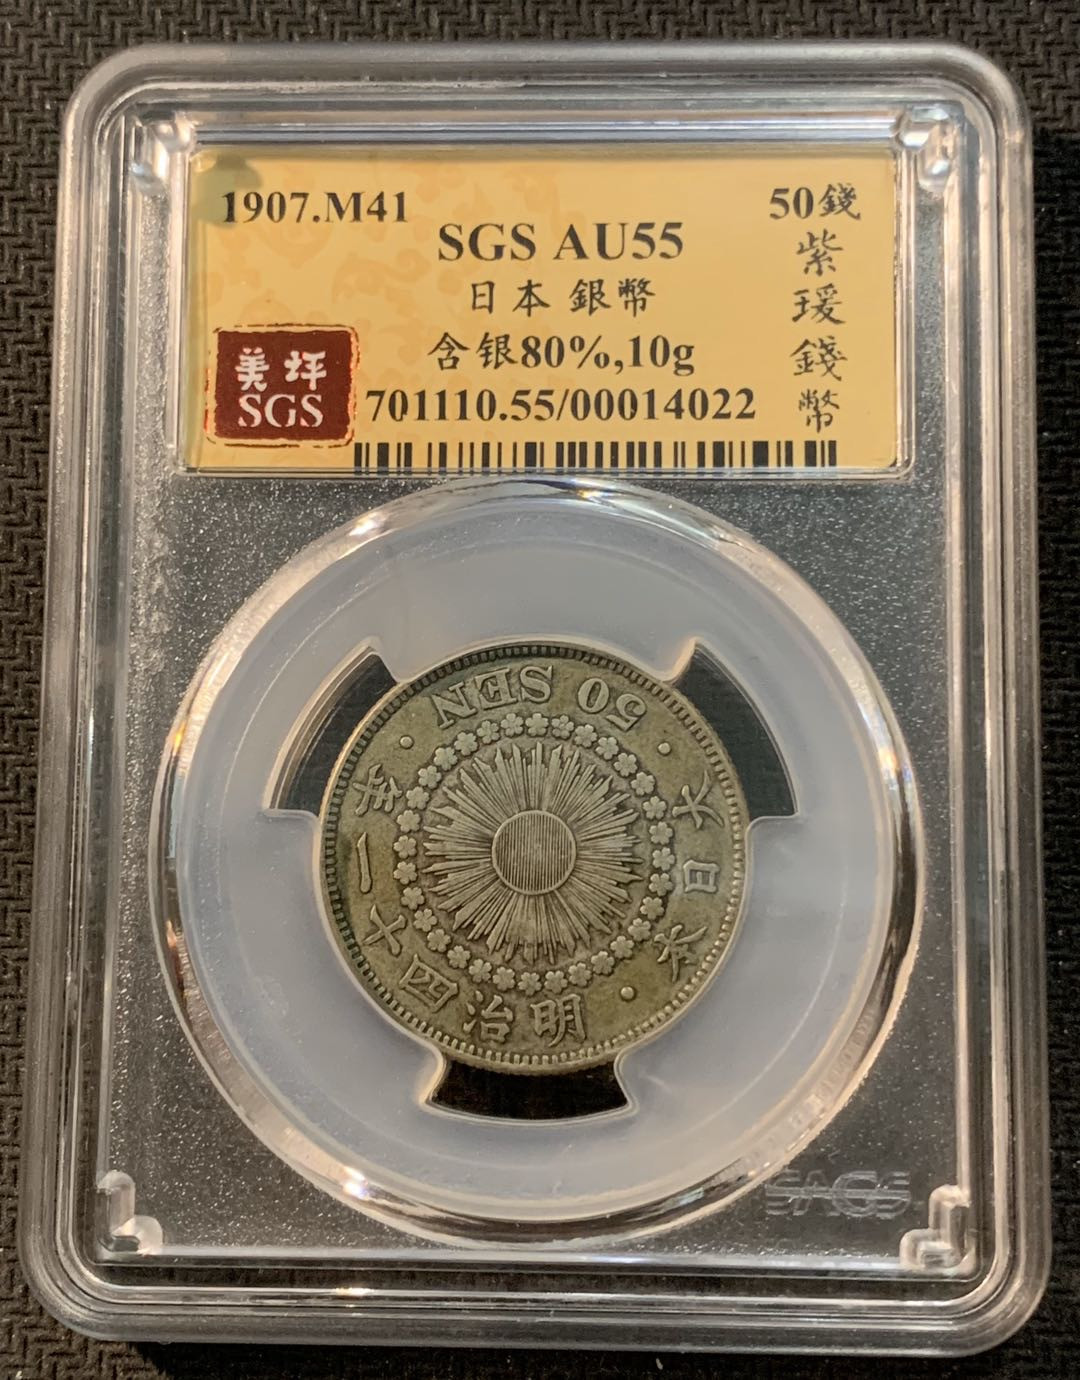 1907.M41
50錢
SGS AU55
日本 銀幣
含银80%,10g
701110.55/00014022
美坪
SGS
紫瑗錢幣
大日本
明治四十一年
50 SEN
SAGS